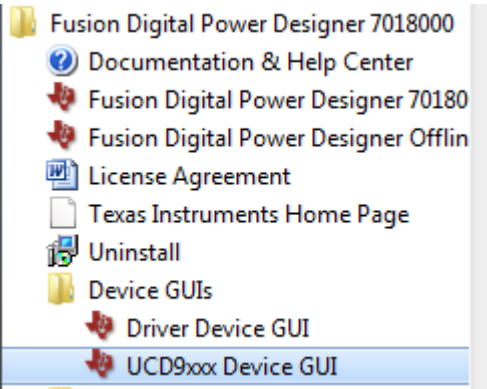 Fusion Digital Power Designer 7018000
Documentation & Help Center
Fusion Digital Power Designer 70180
Fusion Digital Power Designer Offlin
License Agreement
Texas Instruments Home Page
Uninstall
Device GUIs
Driver Device GUI
UCD9xxx Device GUI